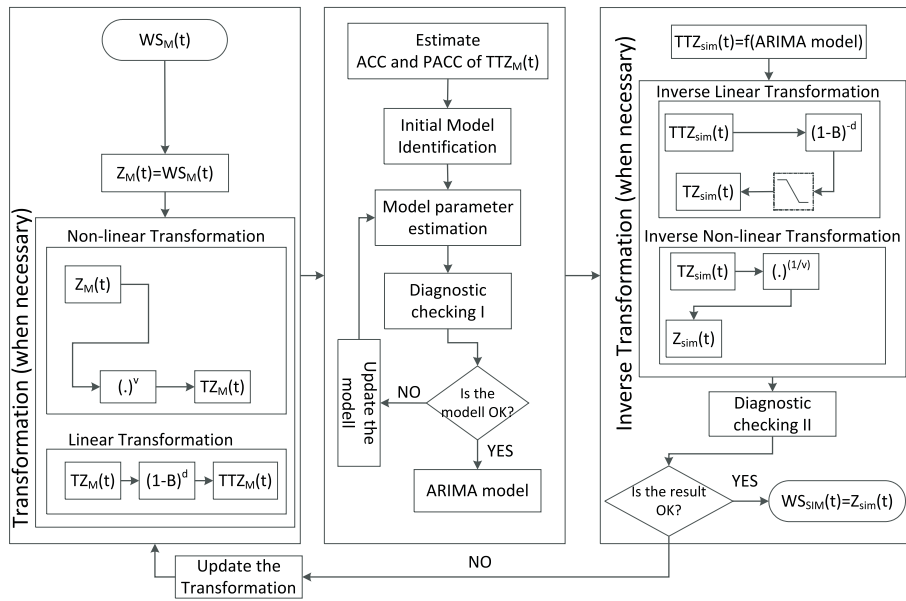 WS_M(t)
Z_M(t)=WS_M(t)
Transformation (when necessary)
Non-linear Transformation
Z_M(t)
(.)^v
TZ_M(t)
Linear Transformation
TZ_M(t)
(1-B)^d
TTZ_M(t)
Estimate
ACC and PACC of TTZ_M(t)
Initial Model
Identification
Model parameter
estimation
Diagnostic
checking I
Is the
modell OK?
NO
Update the
modell
YES
ARIMA model
TTZ_sim(t)=f(ARIMA model)
Inverse Transformation (when necessary)
Inverse Linear Transformation
TTZ_sim(t)
(1-B)^-d
TZ_sim(t)
Inverse Non-linear Transformation
TZ_sim(t)
(.)^(1/v)
Z_sim(t)
Diagnostic
checking II
Is the result
OK?
YES
WS_SIM(t)=Z_sim(t)
NO
Update the
Transformation